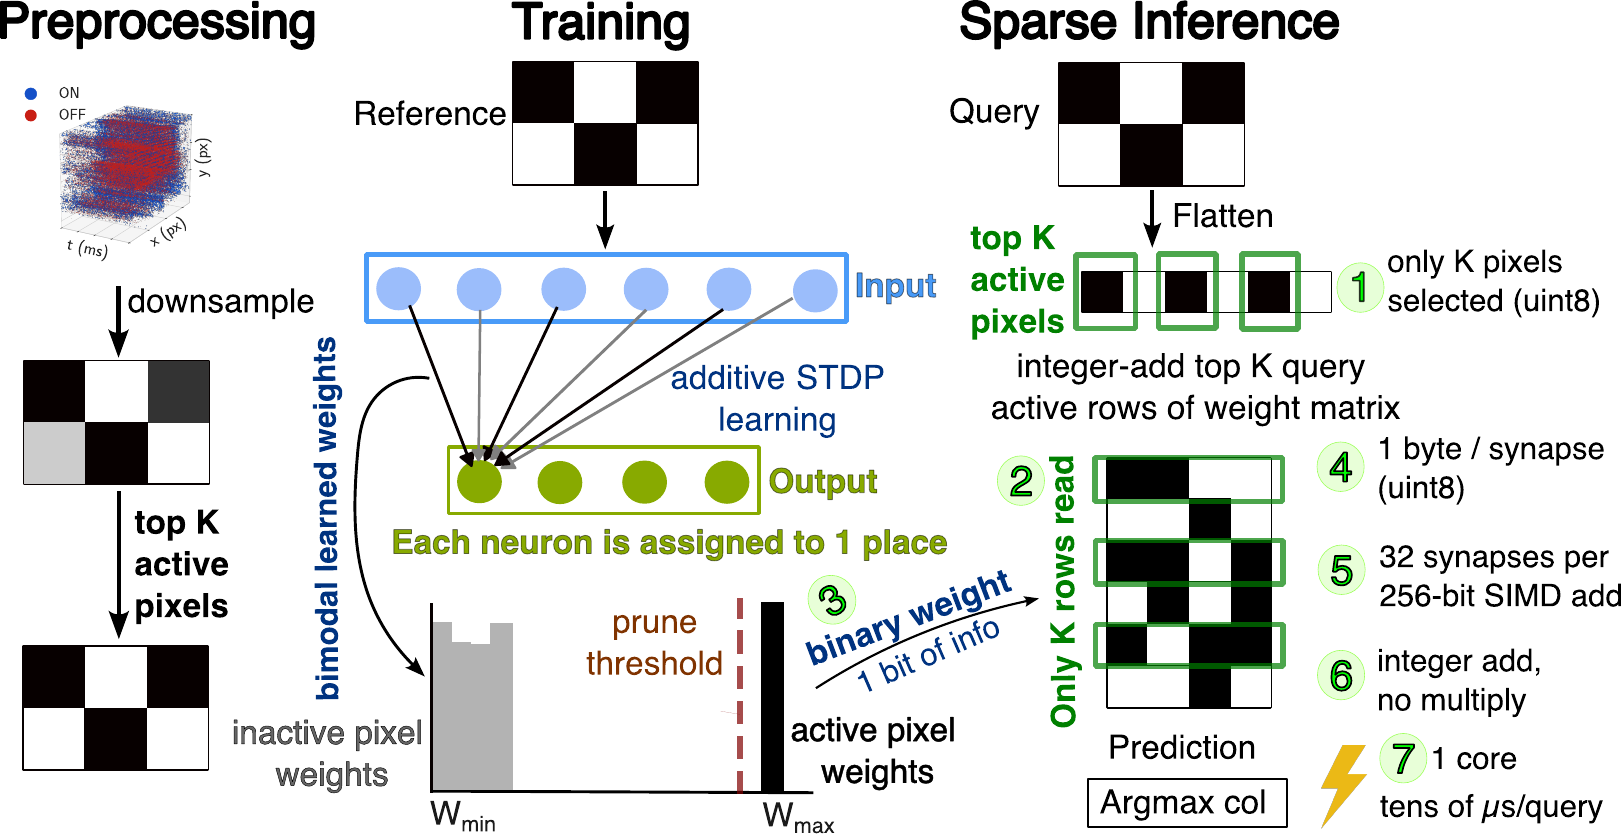 Preprocessing
ON
OFF
y (px)
x (px)
t (ms)
downsample
top K
active
pixels
Training
Reference
Input
additive STDP
learning
Output
Each neuron is assigned to 1 place
bimodal learned weights
prune
threshold
inactive pixel
weights
active pixel
weights
Wmin
Wmax
3
binary weight
1 bit of info
Sparse Inference
Query
Flatten
top K
active
pixels
1
only K pixels
selected (uint8)
integer-add top K query
active rows of weight matrix
2
Only K rows read
4
1 byte / synapse
(uint8)
5
32 synapses per
256-bit SIMD add
6
integer add,
no multiply
Prediction
Argmax col
7
1 core
tens of μs/query